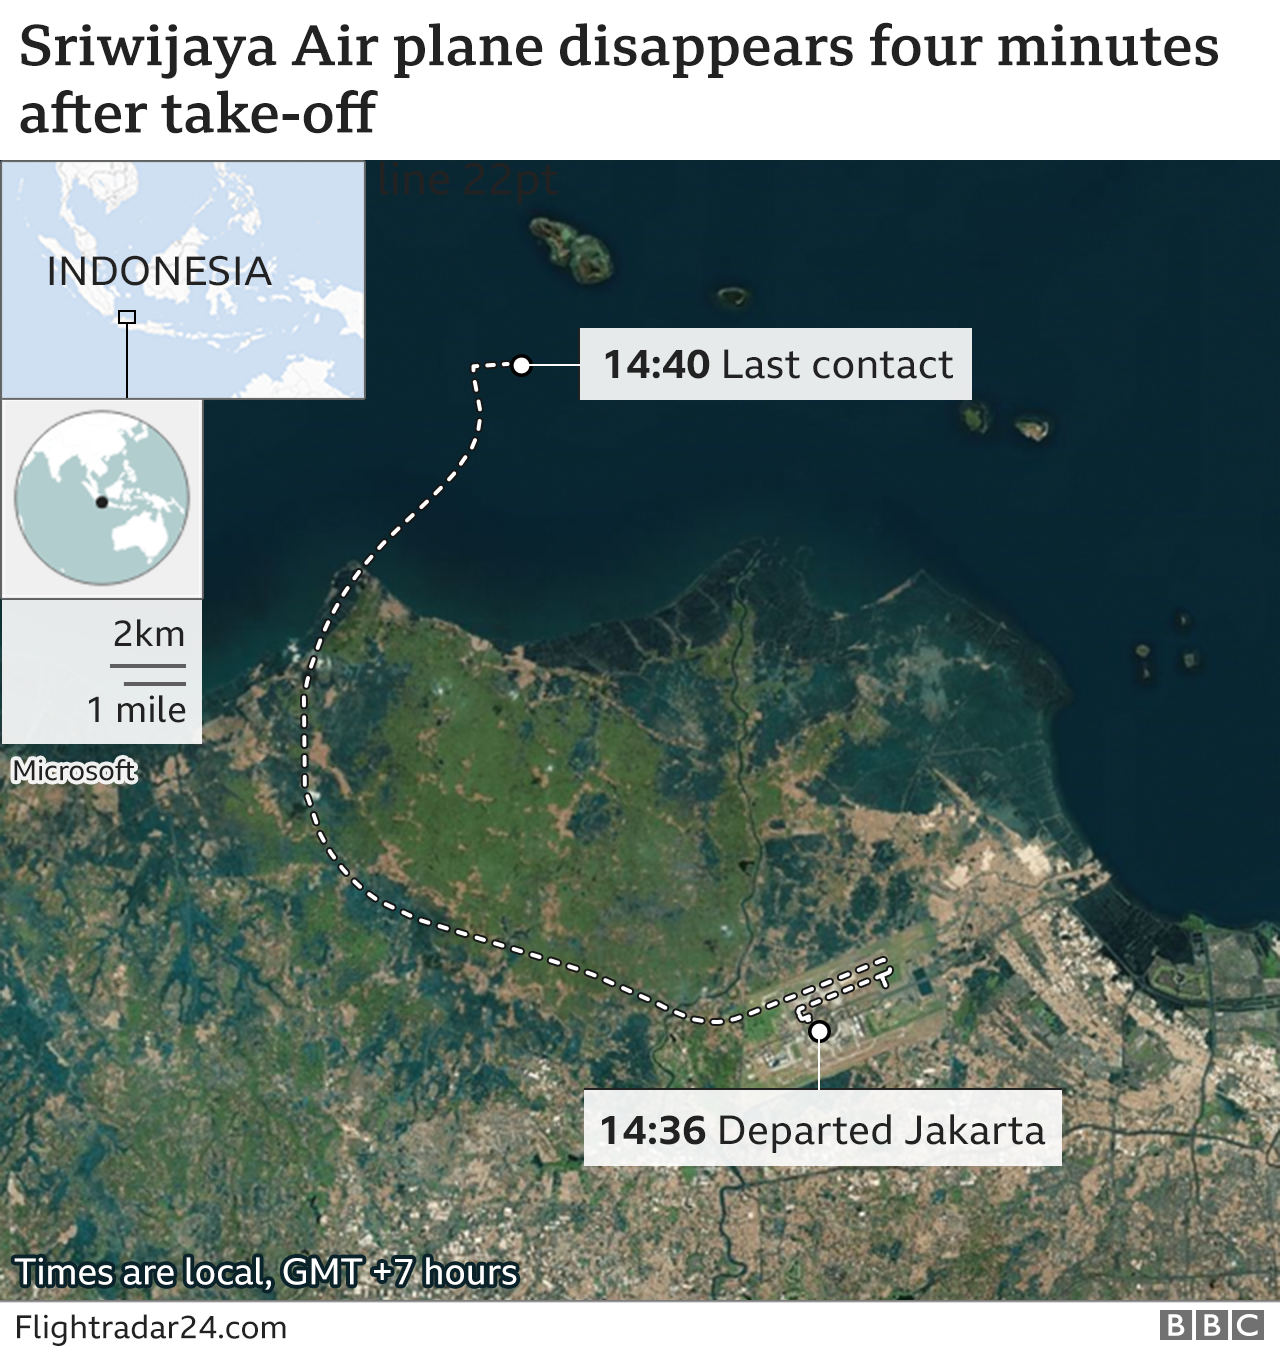 Sriwijaya Air plane disappears four minutes
after take-off
line 22pt
INDONESIA
14:40 Last contact
2km
1 mile
Microsoft
14:36 Departed Jakarta
Times are local, GMT +7 hours
Flightradar24.com
BBC